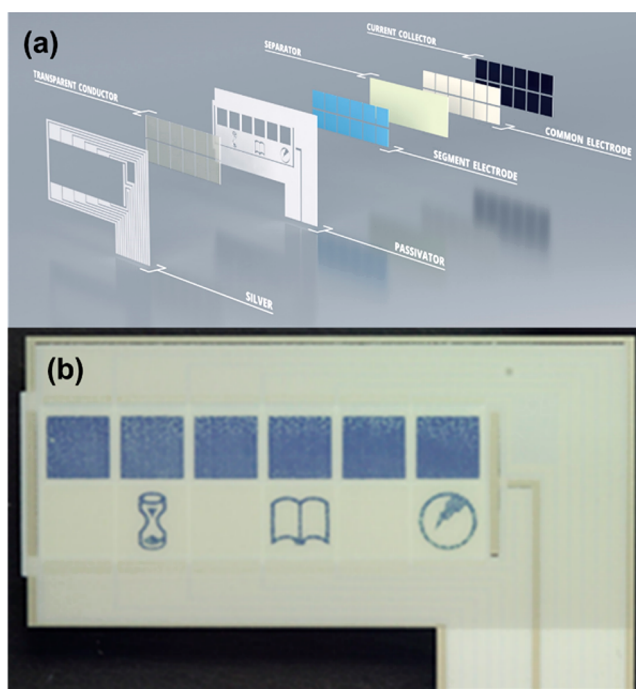 (a)
CURRENT COLLECTOR
SEPARATOR
TRANSPARENT CONDUCTOR
COMMON ELECTRODE
SEGMENT ELECTRODE
PASSIVATOR
SILVER
(b)